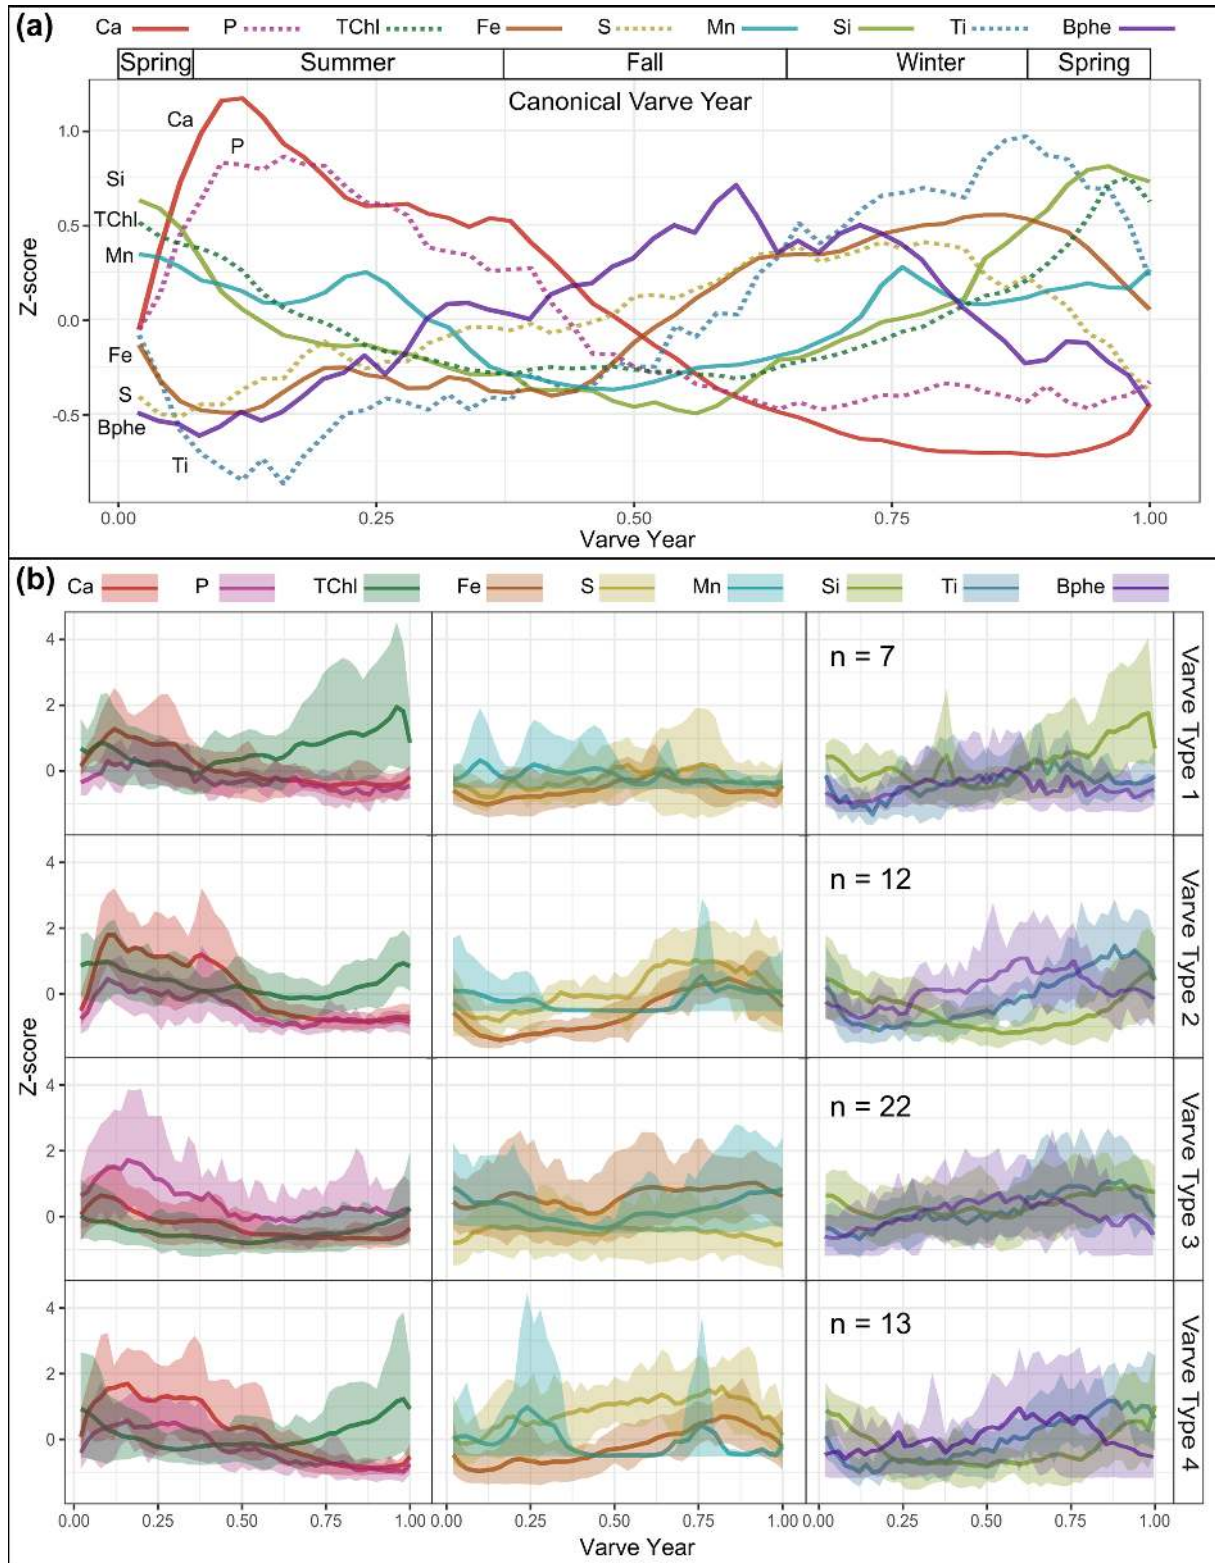 (a)
Ca P TChl Fe S Mn Si Ti Bphe
Spring Summer Fall Winter Spring
Canonical Varve Year
Ca
P
Si
TChl
Mn
Fe
S
Bphe
Ti
Z-score
1.0
0.5
0.0
-0.5
0.00 0.25 0.50 0.75 1.00
Varve Year
(b)
Ca P TChl Fe S Mn Si Ti Bphe
4
2
0
n = 7
Varve Type 1
4
2
0
n = 12
Varve Type 2
Z-score
4
2
0
n = 22
Varve Type 3
4
2
0
n = 13
Varve Type 4
0.00 0.25 0.50 0.75 1.00 0.00 0.25 0.50 0.75 1.00 0.00 0.25 0.50 0.75 1.00
Varve Year